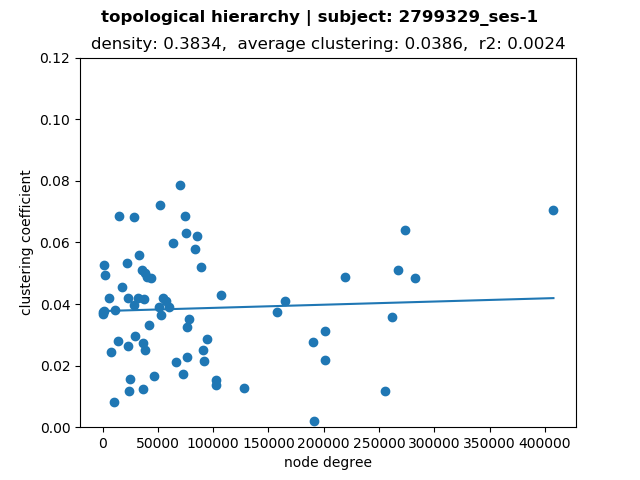 topological hierarchy | subject: 2799329_ses-1
density: 0.3834,  average clustering: 0.0386,  r2: 0.0024
0.12
0.10
0.08
0.06
0.04
0.02
0.00
clustering coefficient
0 50000 100000 150000 200000 250000 300000 350000 400000
node degree